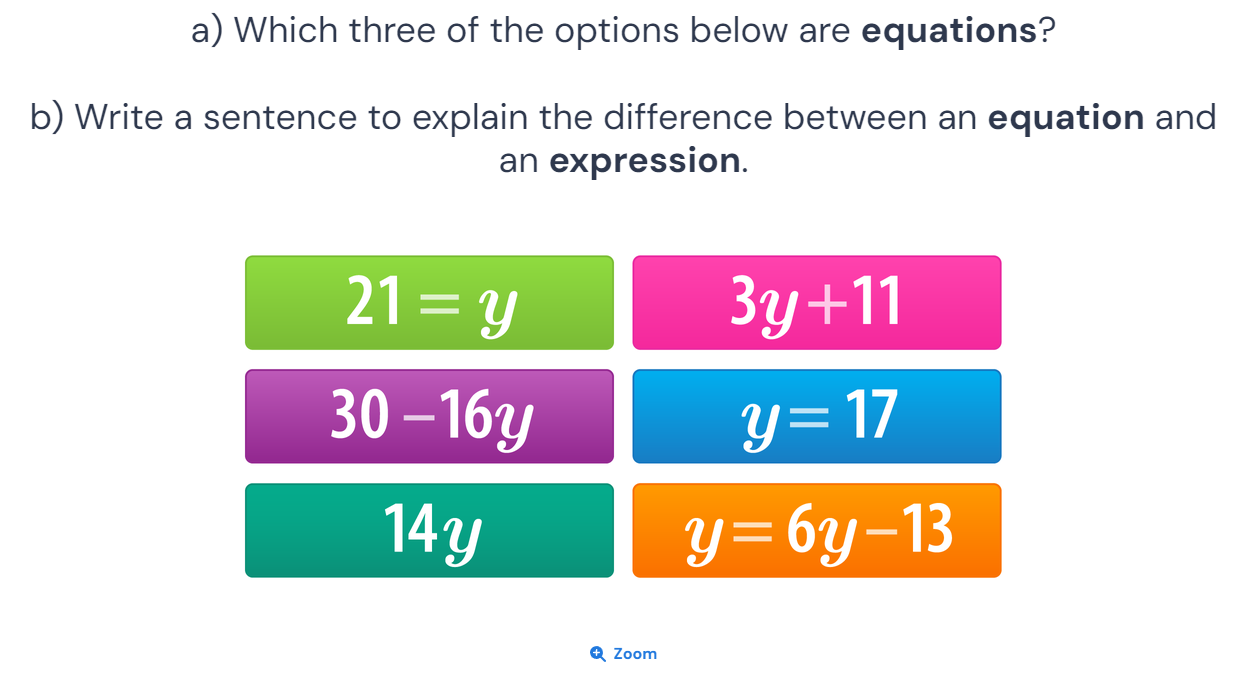 a) Which three of the options below are equations?
b) Write a sentence to explain the difference between an equation and
an expression.
21 = y
3y + 11
30 − 16y
y = 17
14y
y = 6y − 13
Zoom